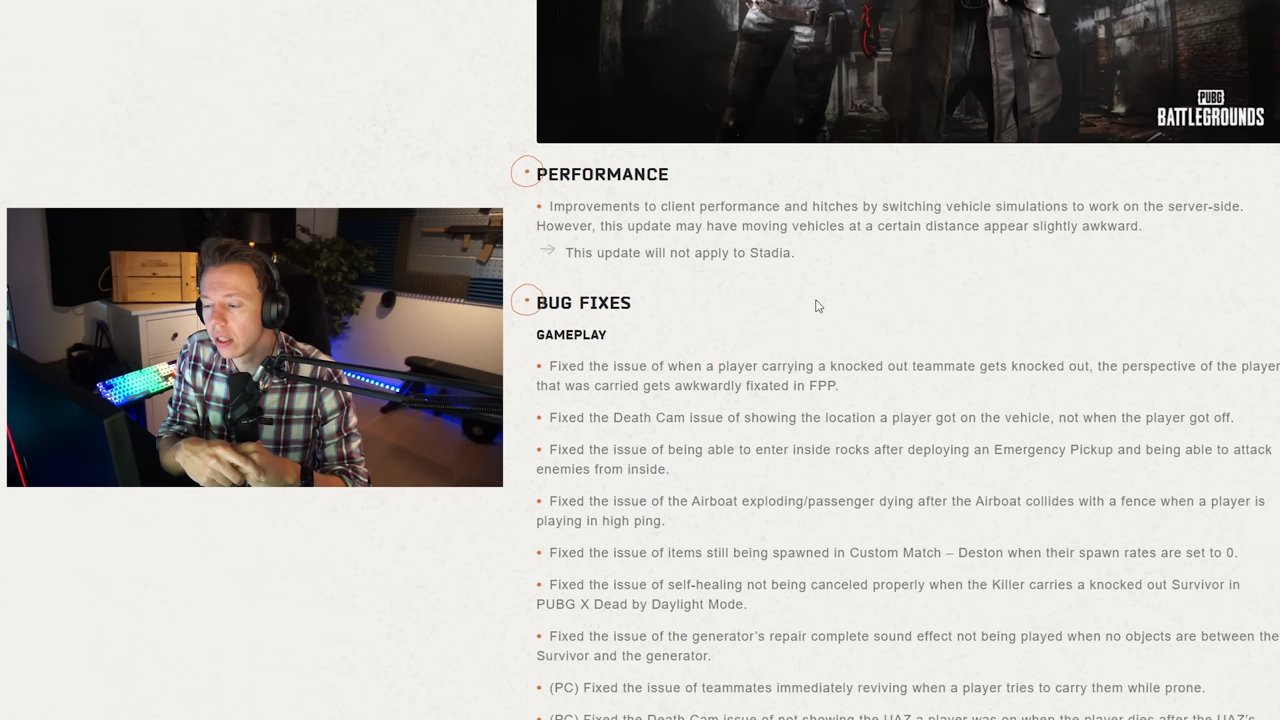 PUBG
BATTLEGROUNDS
PERFORMANCE
• Improvements to client performance and hitches by switching vehicle simulations to work on the server-side.
However, this update may have moving vehicles at a certain distance appear slightly awkward.
→ This update will not apply to Stadia.
BUG FIXES
GAMEPLAY
• Fixed the issue of when a player carrying a knocked out teammate gets knocked out, the perspective of the player
that was carried gets awkwardly fixated in FPP.
• Fixed the Death Cam issue of showing the location a player got on the vehicle, not when the player got off.
• Fixed the issue of being able to enter inside rocks after deploying an Emergency Pickup and being able to attack
enemies from inside.
• Fixed the issue of the Airboat exploding/passenger dying after the Airboat collides with a fence when a player is
playing in high ping.
• Fixed the issue of items still being spawned in Custom Match – Deston when their spawn rates are set to 0.
• Fixed the issue of self-healing not being canceled properly when the Killer carries a knocked out Survivor in
PUBG X Dead by Daylight Mode.
• Fixed the issue of the generator’s repair complete sound effect not being played when no objects are between the
Survivor and the generator.
• (PC) Fixed the issue of teammates immediately reviving when a player tries to carry them while prone.
• (PC) Fixed the Death Cam issue of not showing the UAZ a player was on when the player dies after the UAZ’s